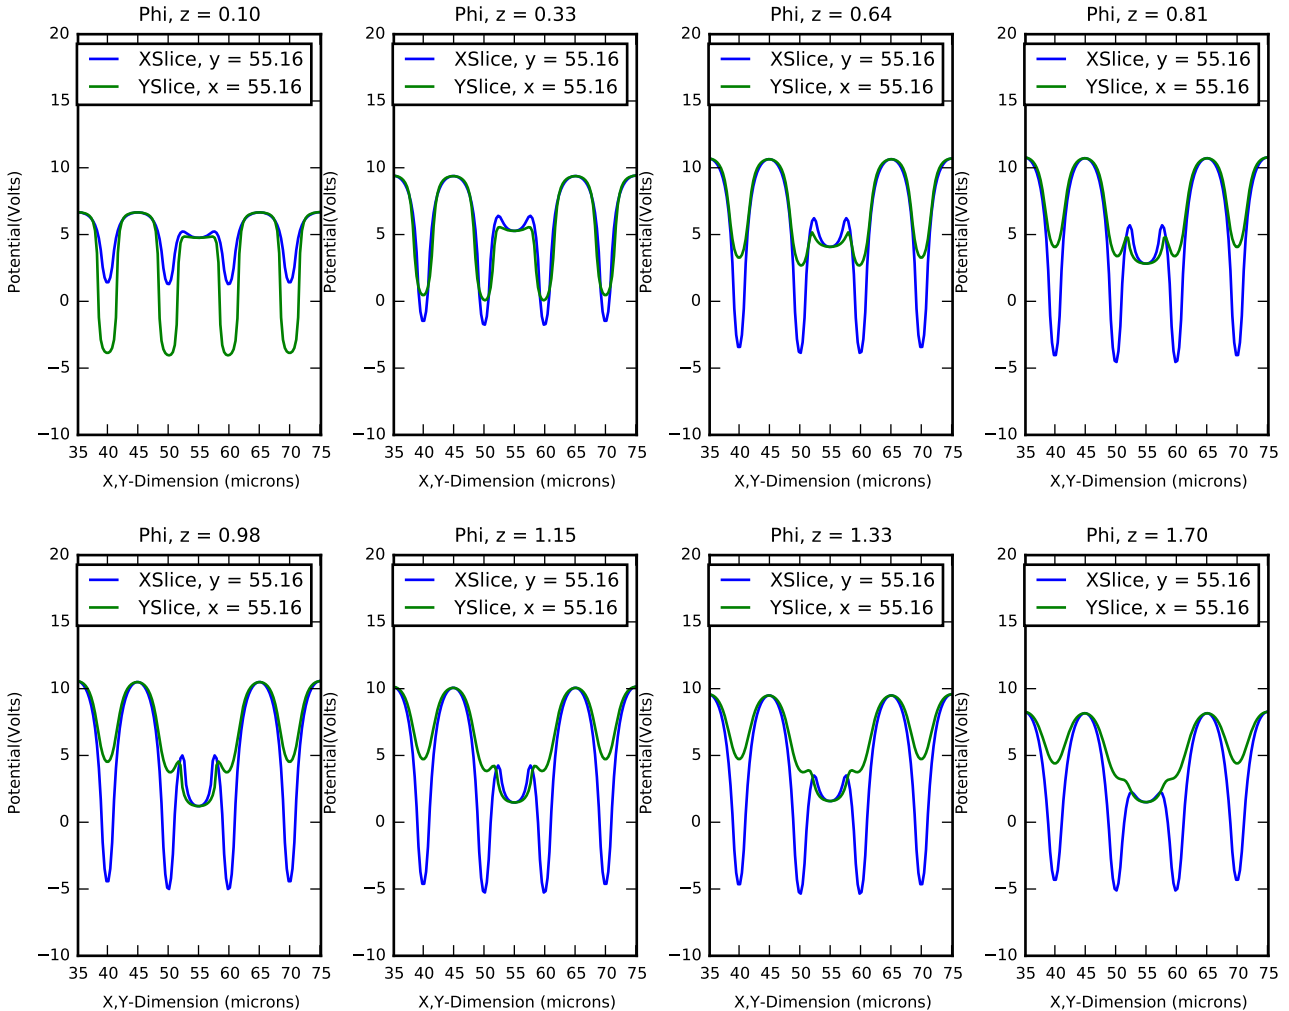 Phi, z = 0.10
20
15
10
5
0
−5
−10
XSlice, y = 55.16
YSlice, x = 55.16
Potential(Volts)
35 40 45 50 55 60 65 70 75
X,Y-Dimension (microns)
Phi, z = 0.33
20
15
10
5
0
−5
−10
XSlice, y = 55.16
YSlice, x = 55.16
Potential(Volts)
35 40 45 50 55 60 65 70 75
X,Y-Dimension (microns)
Phi, z = 0.64
20
15
10
5
0
−5
−10
XSlice, y = 55.16
YSlice, x = 55.16
Potential(Volts)
35 40 45 50 55 60 65 70 75
X,Y-Dimension (microns)
Phi, z = 0.81
20
15
10
5
0
−5
−10
XSlice, y = 55.16
YSlice, x = 55.16
Potential(Volts)
35 40 45 50 55 60 65 70 75
X,Y-Dimension (microns)
Phi, z = 0.98
20
15
10
5
0
−5
−10
XSlice, y = 55.16
YSlice, x = 55.16
Potential(Volts)
35 40 45 50 55 60 65 70 75
X,Y-Dimension (microns)
Phi, z = 1.15
20
15
10
5
0
−5
−10
XSlice, y = 55.16
YSlice, x = 55.16
Potential(Volts)
35 40 45 50 55 60 65 70 75
X,Y-Dimension (microns)
Phi, z = 1.33
20
15
10
5
0
−5
−10
XSlice, y = 55.16
YSlice, x = 55.16
Potential(Volts)
35 40 45 50 55 60 65 70 75
X,Y-Dimension (microns)
Phi, z = 1.70
20
15
10
5
0
−5
−10
XSlice, y = 55.16
YSlice, x = 55.16
Potential(Volts)
35 40 45 50 55 60 65 70 75
X,Y-Dimension (microns)